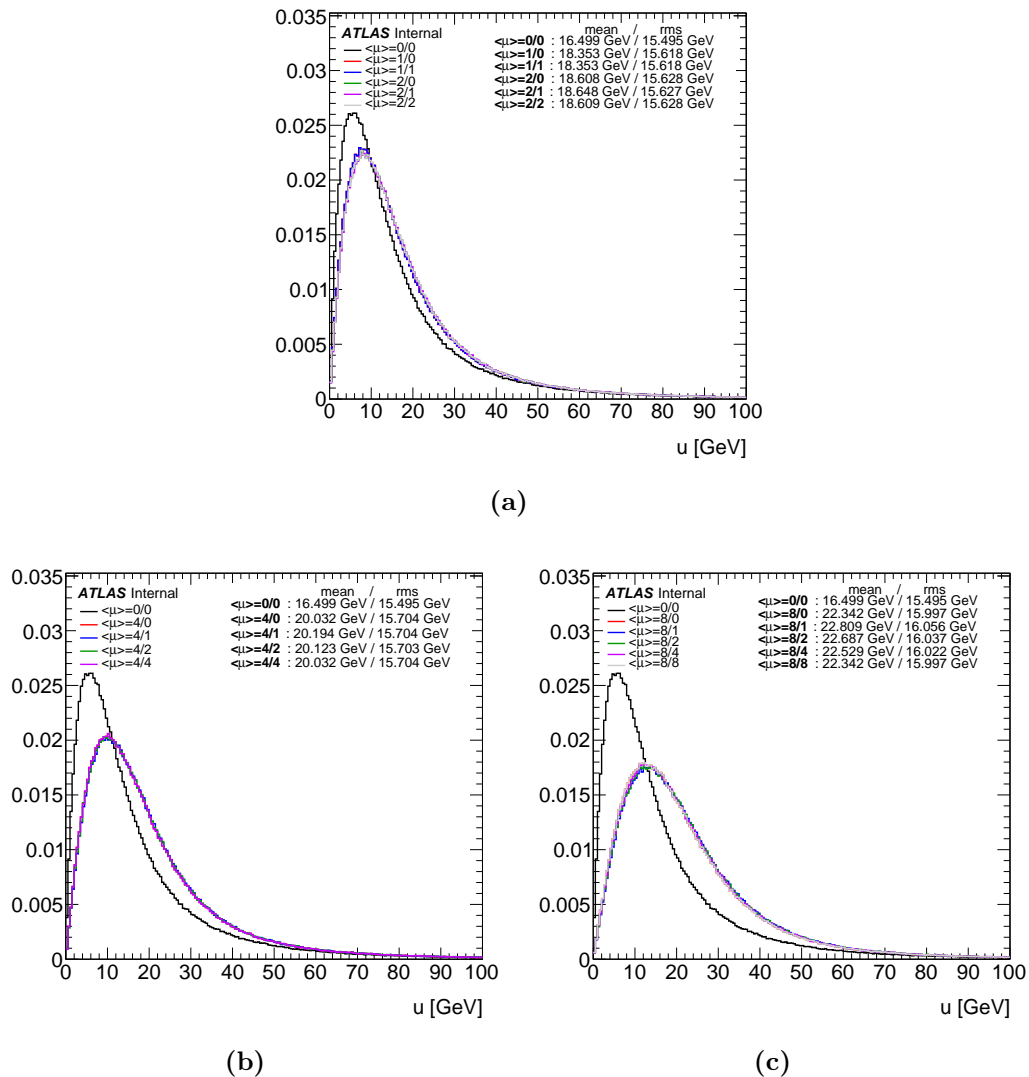 0.035
0.03
0.025
0.02
0.015
0.01
0.005
0
ATLAS Internal
<μ>=0/0
<μ>=1/0
<μ>=1/1
<μ>=2/0
<μ>=2/1
<μ>=2/2
mean / rms
<μ>=0/0 : 16.499 GeV / 15.495 GeV
<μ>=1/0 : 18.353 GeV / 15.618 GeV
<μ>=1/1 : 18.353 GeV / 15.618 GeV
<μ>=2/0 : 18.608 GeV / 15.628 GeV
<μ>=2/1 : 18.648 GeV / 15.627 GeV
<μ>=2/2 : 18.609 GeV / 15.628 GeV
0 10 20 30 40 50 60 70 80 90 100
u [GeV]
(a)
0.035
0.03
0.025
0.02
0.015
0.01
0.005
0
ATLAS Internal
<μ>=0/0
<μ>=4/0
<μ>=4/1
<μ>=4/2
<μ>=4/4
mean / rms
<μ>=0/0 : 16.499 GeV / 15.495 GeV
<μ>=4/0 : 20.032 GeV / 15.704 GeV
<μ>=4/1 : 20.194 GeV / 15.704 GeV
<μ>=4/2 : 20.123 GeV / 15.703 GeV
<μ>=4/4 : 20.032 GeV / 15.704 GeV
0 10 20 30 40 50 60 70 80 90 100
u [GeV]
(b)
0.035
0.03
0.025
0.02
0.015
0.01
0.005
0
ATLAS Internal
<μ>=0/0
<μ>=8/0
<μ>=8/1
<μ>=8/2
<μ>=8/4
<μ>=8/8
mean / rms
<μ>=0/0 : 16.499 GeV / 15.495 GeV
<μ>=8/0 : 22.342 GeV / 15.997 GeV
<μ>=8/1 : 22.809 GeV / 16.056 GeV
<μ>=8/2 : 22.687 GeV / 16.037 GeV
<μ>=8/4 : 22.529 GeV / 16.022 GeV
<μ>=8/8 : 22.342 GeV / 15.997 GeV
0 10 20 30 40 50 60 70 80 90 100
u [GeV]
(c)